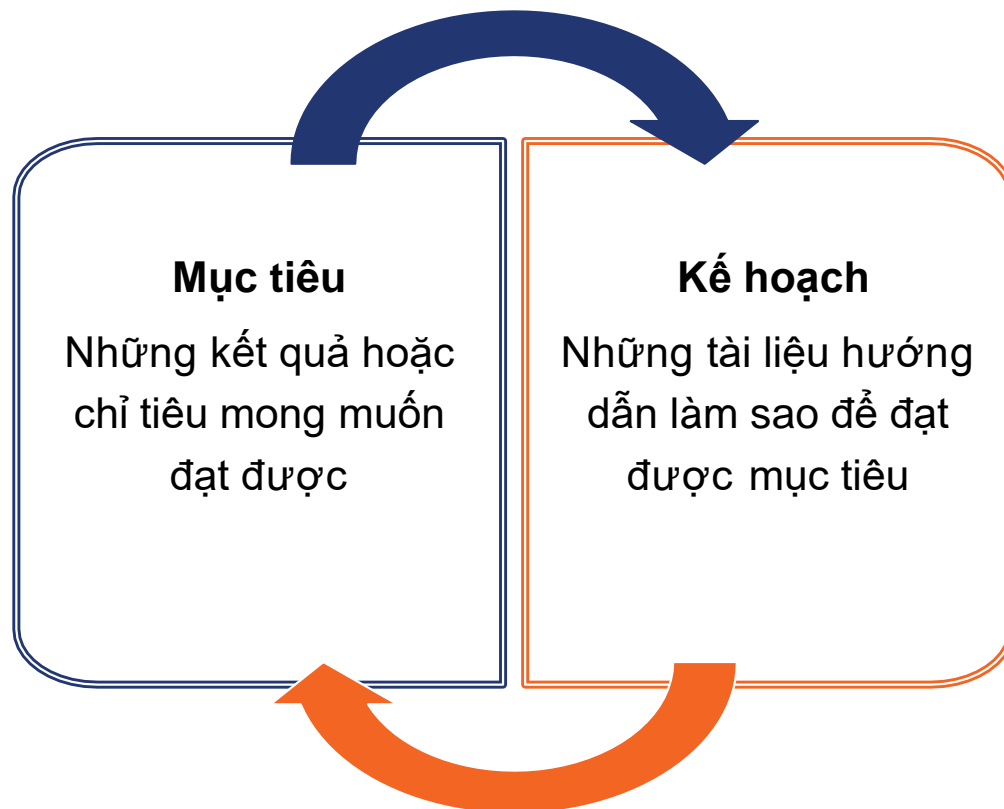 Mục tiêu
Những kết quả hoặc
chỉ tiêu mong muốn
đạt được
Kế hoạch
Những tài liệu hướng
dẫn làm sao để đạt
được mục tiêu